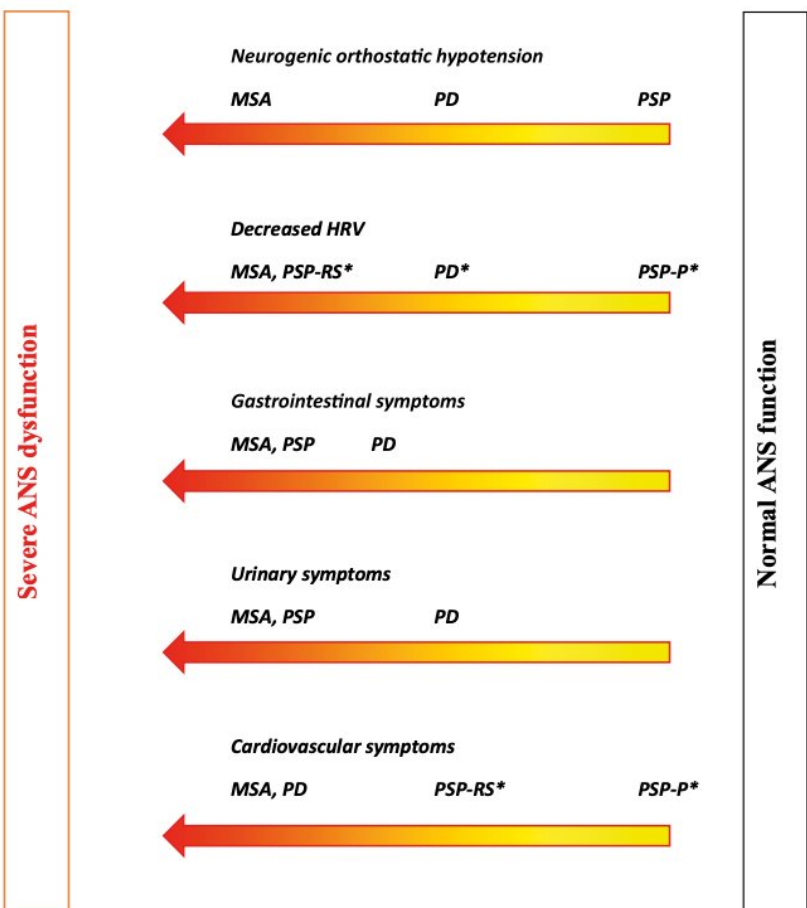 Severe ANS dysfunction
Neurogenic orthostatic hypotension
MSA PD PSP
Decreased HRV
MSA, PSP-RS* PD* PSP-P*
Gastrointestinal symptoms
MSA, PSP PD
Urinary symptoms
MSA, PSP PD
Cardiovascular symptoms
MSA, PD PSP-RS* PSP-P*
Normal ANS function